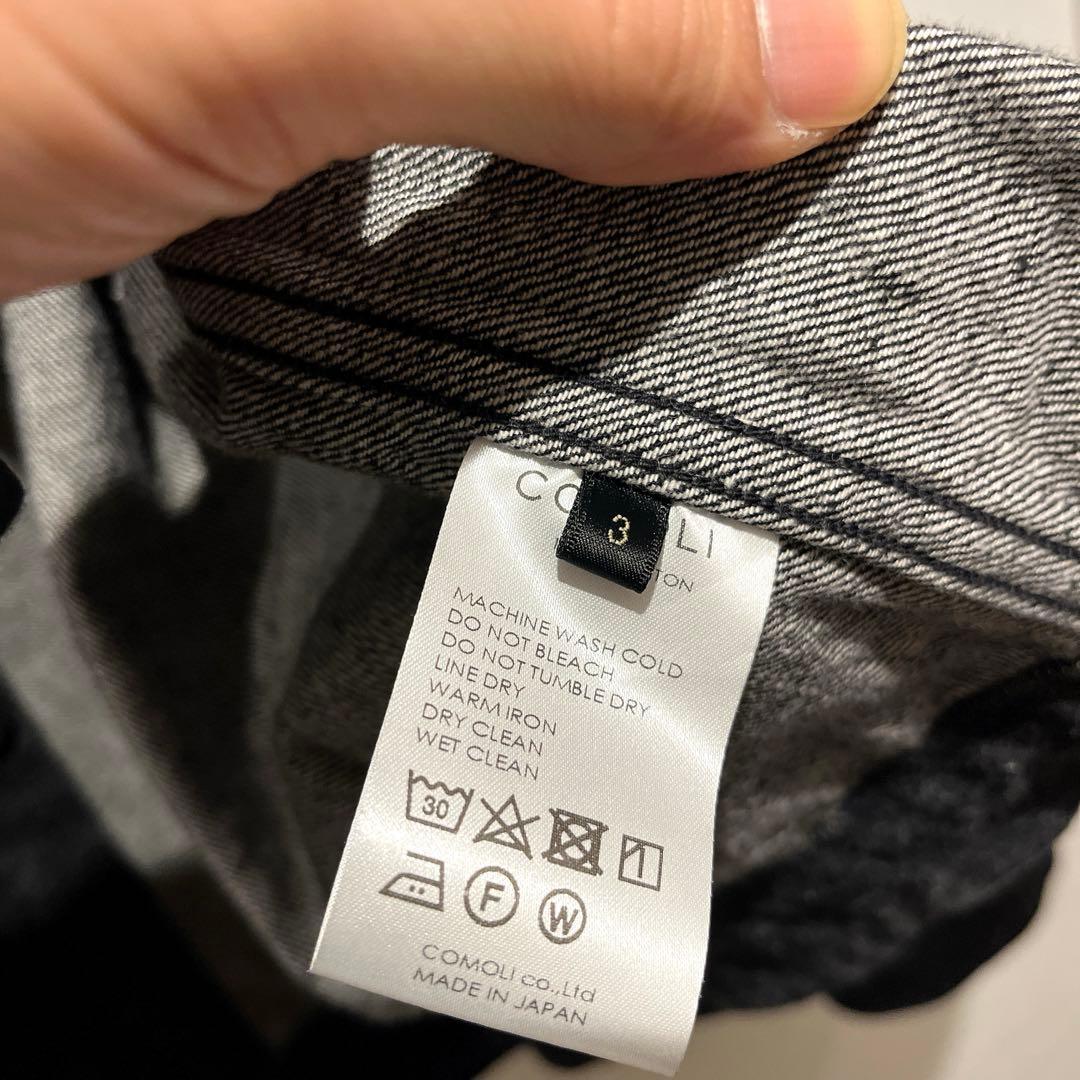 3
MACHINE WASH COLD
DO NOT BLEACH
DO NOT TUMBLE DRY
LINE DRY
WARM IRON
DRY CLEAN
WET CLEAN
30
F W
COMOLI co.,Ltd
MADE IN JAPAN